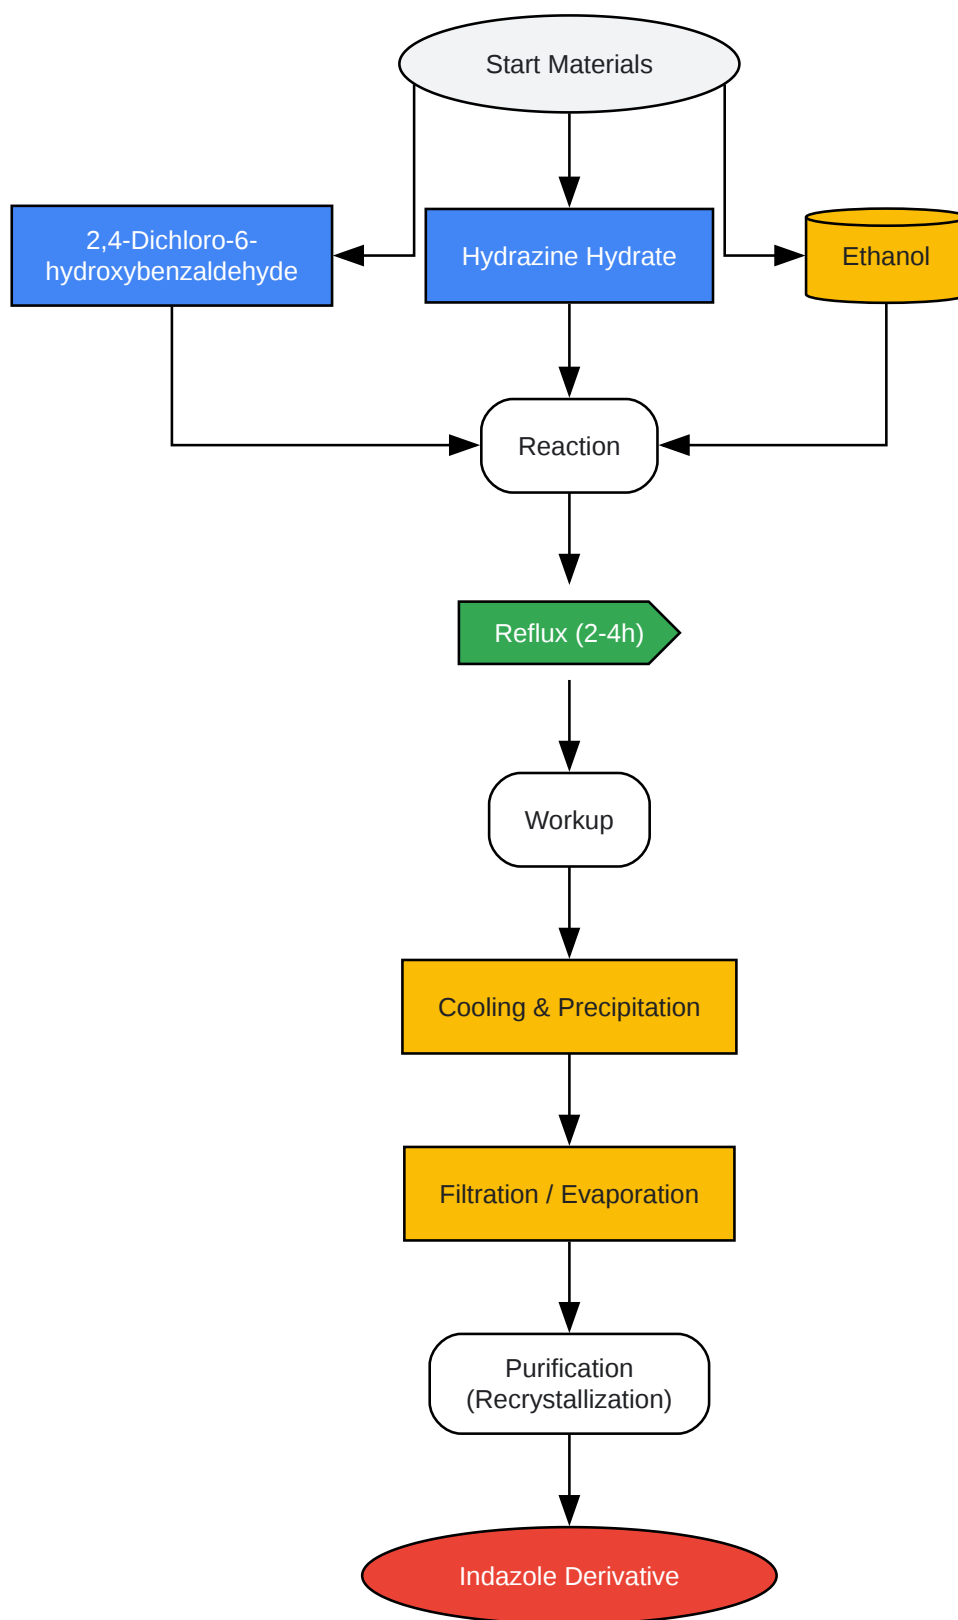 Start Materials
2,4-Dichloro-6-
hydroxybenzaldehyde
Hydrazine Hydrate
Ethanol
Reaction
Reflux (2-4h)
Workup
Cooling & Precipitation
Filtration / Evaporation
Purification
(Recrystallization)
Indazole Derivative